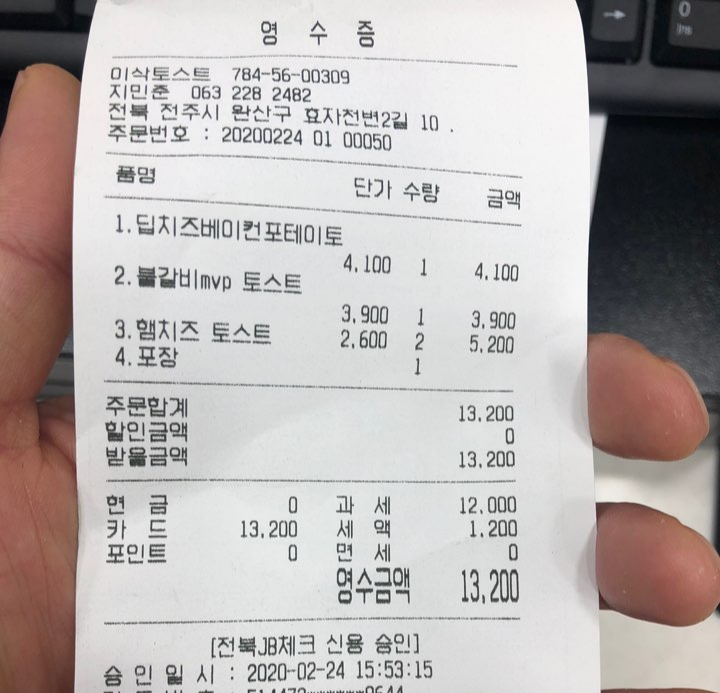 영 수 증
미삭토스트 784-56-00309
지민준 063 228 2482
전북 전주시 완산구 효자천변2길 10 .
주문번호 : 20200224 01 00050
품명 단가 수량 금액
1.딥치즈베이컨포테이토
4,100 1 4,100
2.불갈비mvp 토스트
3,900 1 3,900
3.햄치즈 토스트 2,600 2 5,200
4.포장 1
주문합계 13,200
할인금액 0
받을금액 13,200
현 금 0 과 세 12,000
카 드 13,200 세 액 1,200
포인트 0 면 세 0
영수금액 13,200
[전북JB체크 신용 승인]
승 인 일 시 : 2020-02-24 15:53:15